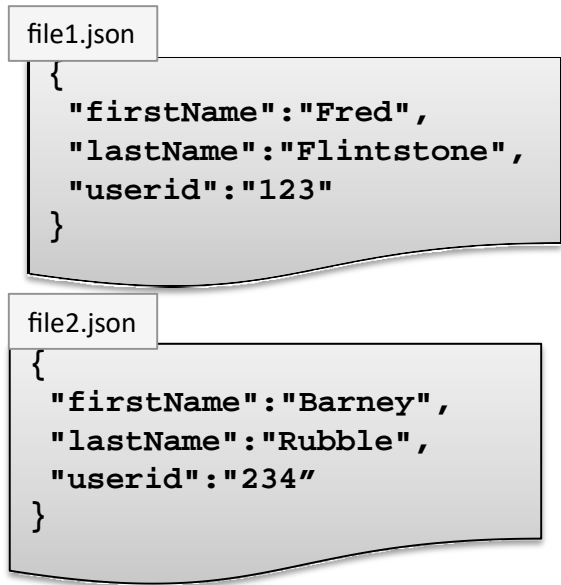 file1.json
{
"firstName":"Fred",
"lastName":"Flintstone",
"userid":"123"
}
file2.json
{
"firstName":"Barney",
"lastName":"Rubble",
"userid":"234”
}